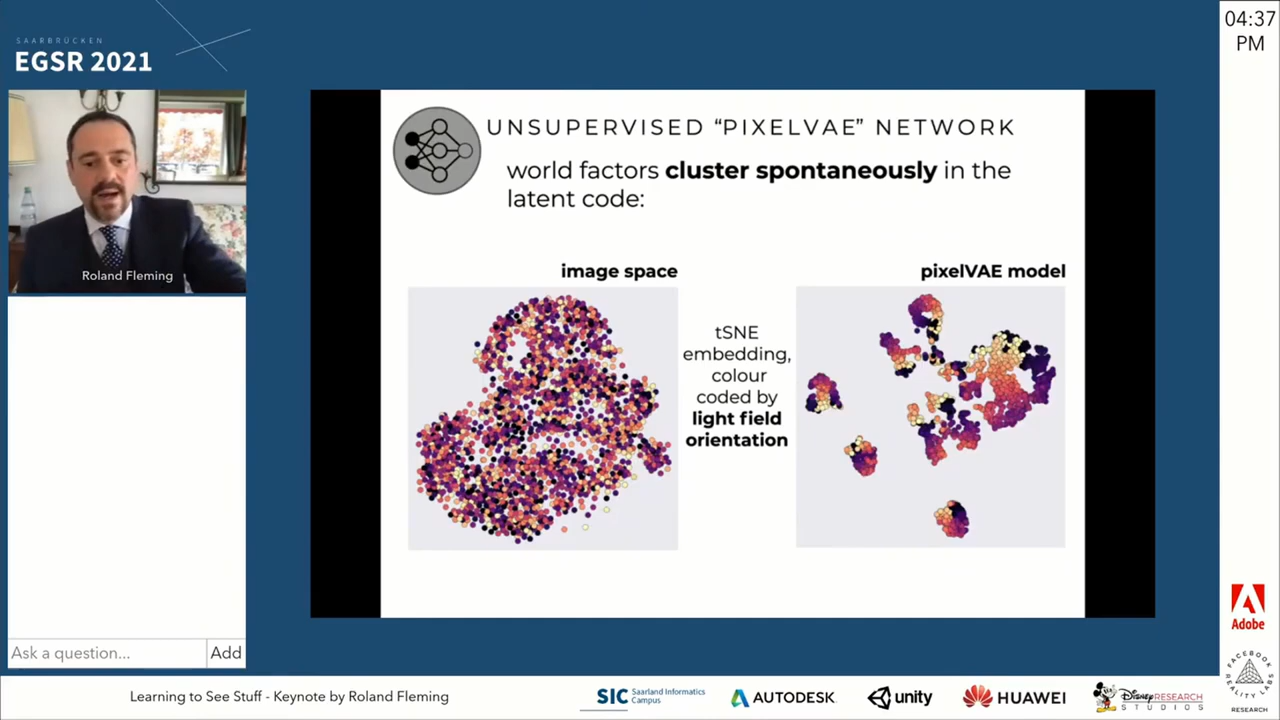 SAARBRÜCKEN
EGSR 2021
04:37
PM
Roland Fleming
UNSUPERVISED “PIXELVAE” NETWORK
world factors cluster spontaneously in the
latent code:
image space
pixelVAE model
tSNE
embedding,
colour
coded by
light field
orientation
Ask a question...
Add
Adobe
FACEBOOK
REALITY LABS
RESEARCH
Learning to See Stuff - Keynote by Roland Fleming
SIC Saarland Informatics
Campus
AUTODESK
unity
HUAWEI
Disney RESEARCH
STUDIOS